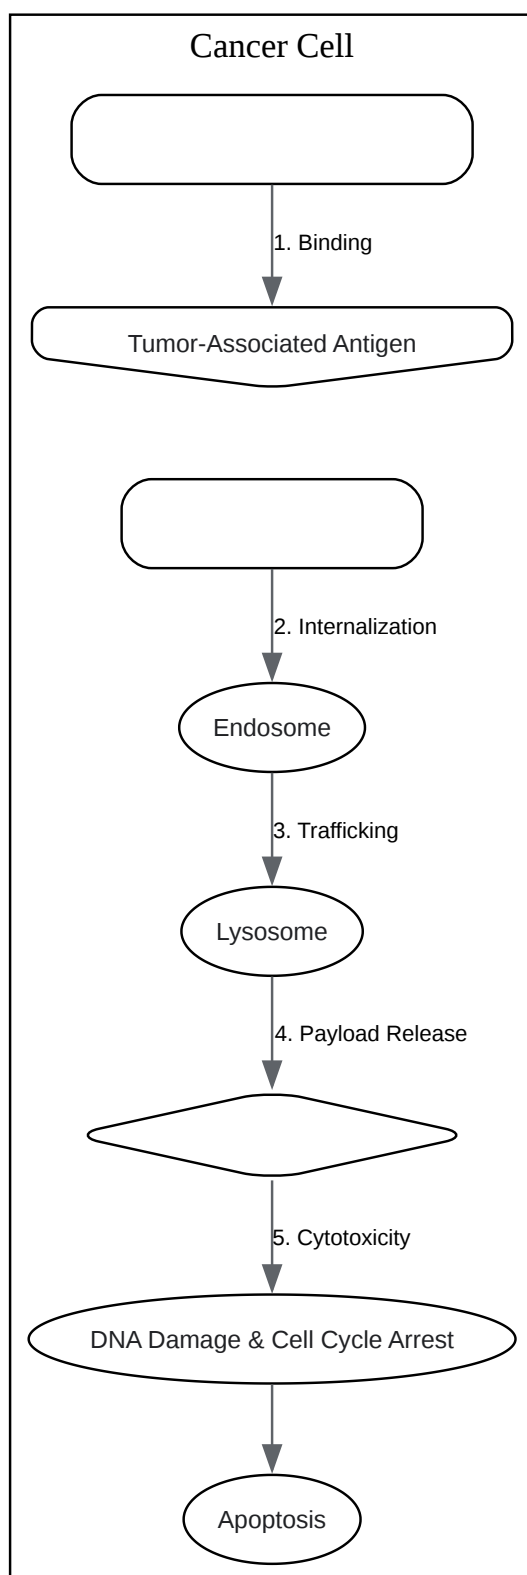 Cancer Cell
1. Binding
Tumor-Associated Antigen
2. Internalization
Endosome
3. Trafficking
Lysosome
4. Payload Release
5. Cytotoxicity
DNA Damage & Cell Cycle Arrest
Apoptosis